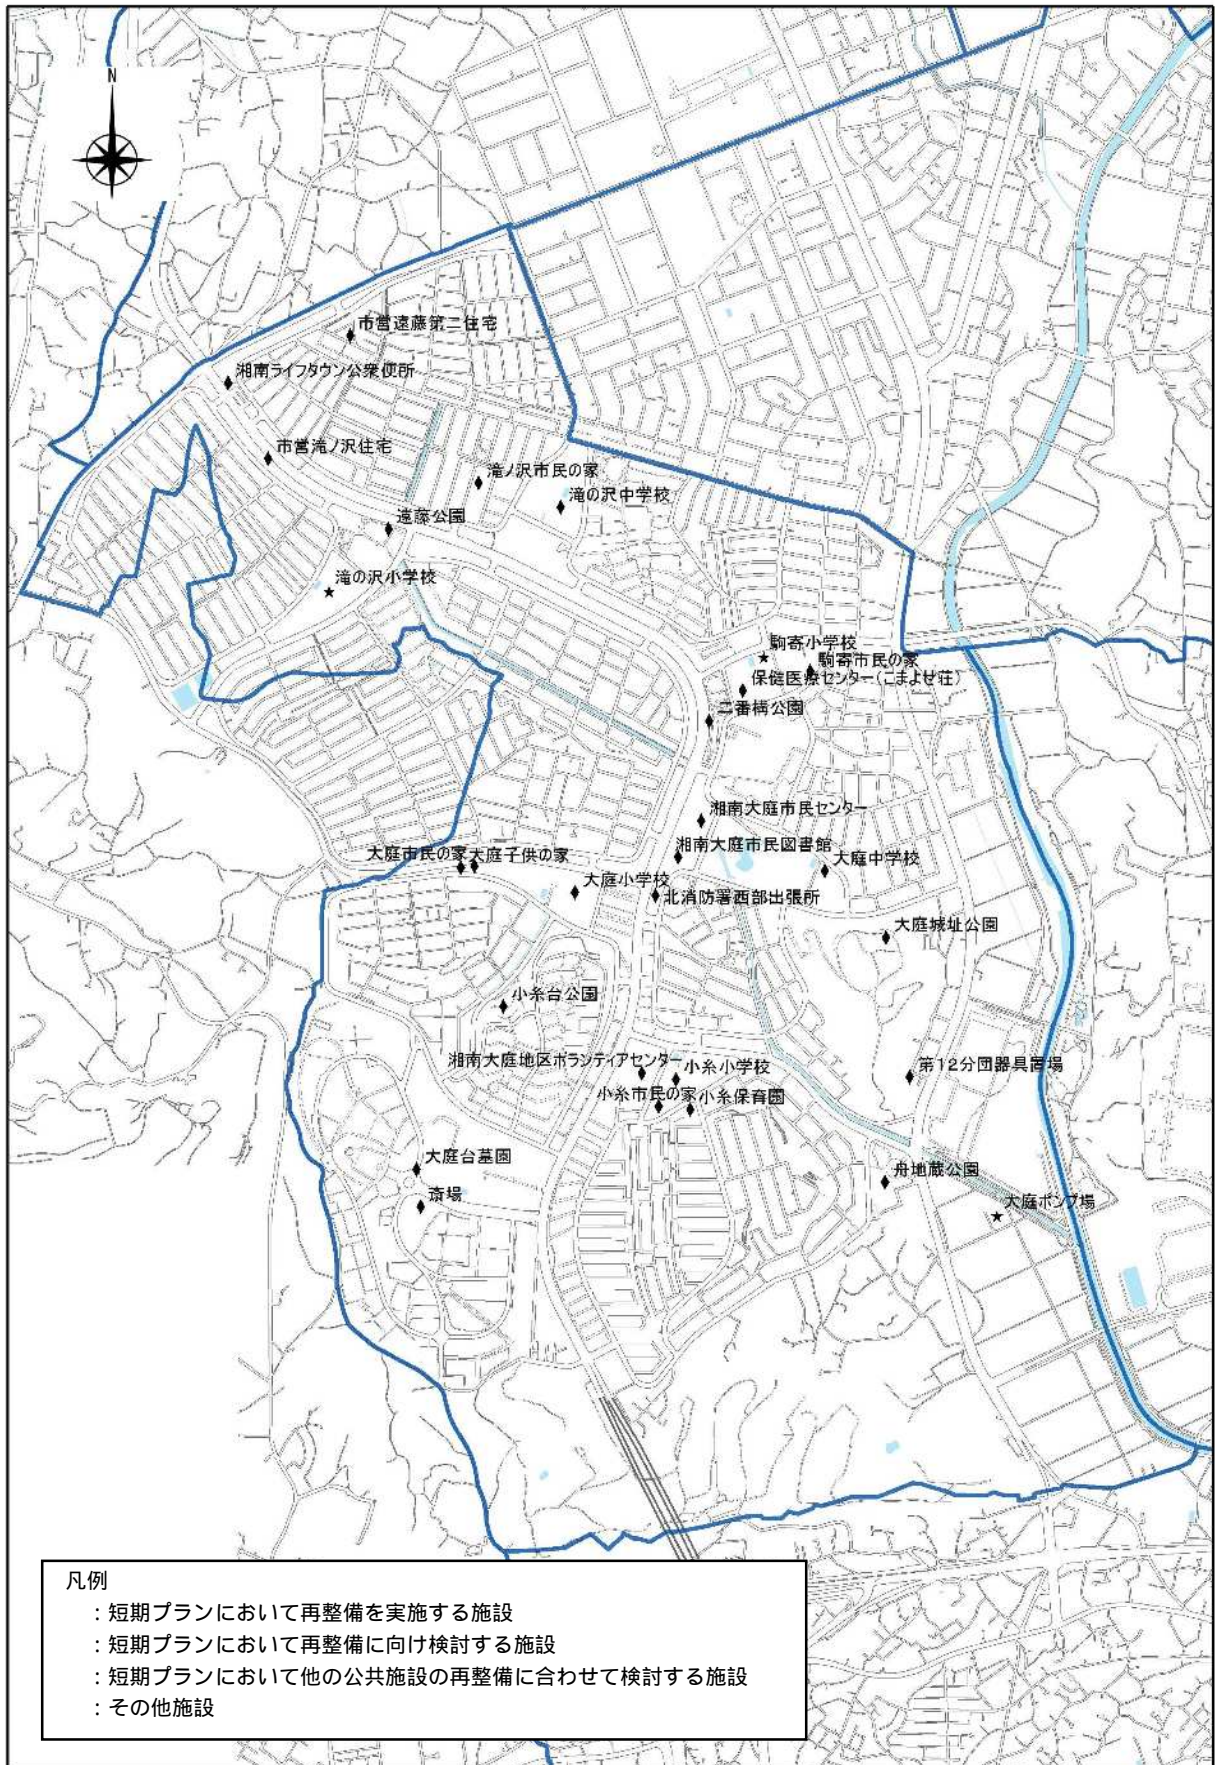 N
市営遠藤第二住宅
湘南ライフタウン公衆便所
市営滝ノ沢住宅
滝ノ沢市民の家
滝の沢中学校
遠藤公園
滝の沢小学校
駒寄小学校
駒寄市民の家
保健医療センター(こまよせ荘)
二番構公園
湘南大庭市民センター
湘南大庭市民図書館
大庭市民の家
大庭子供の家
大庭中学校
大庭小学校
北消防署西部出張所
大庭城址公園
小糸台公園
湘南大庭地区ボランティアセンター
小糸小学校
第12分団器具置場
小糸市民の家
小糸保育園
大庭台墓園
舟地蔵公園
斎場
大庭ポンプ場
凡例
：短期プランにおいて再整備を実施する施設
：短期プランにおいて再整備に向け検討する施設
：短期プランにおいて他の公共施設の再整備に合わせて検討する施設
：その他施設